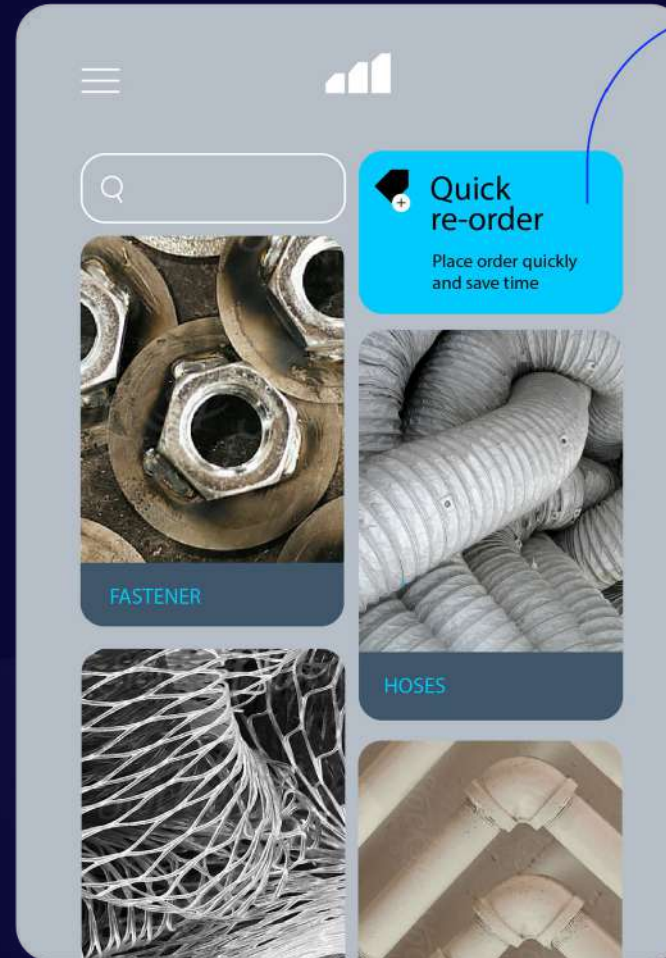 Quick
re-order
Place order quickly
and save time
FASTENER
HOSES